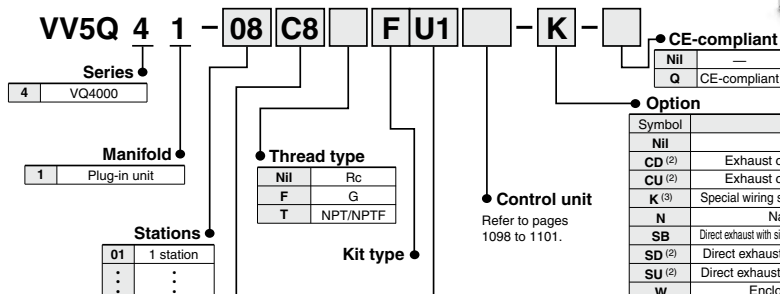 VV5Q 4 1 - 08 C8 F U1 - K -
CE-compliant
Nil —
Q CE-compliant
Series
4 VQ4000
Option
Symbol
Nil
CD (2) Exhaust
CU (2) Exhaust
K (3) Special wiring
N
SB Direct exhaust with
SD (2) Direct exhaust
SU (2) Direct exhaust
W
Manifold
1 Plug-in unit
Thread type
Nil Rc
F G
T NPT/NPTF
Control unit
Refer to pages
1098 to 1101.
Stations
01 1 station
Kit type